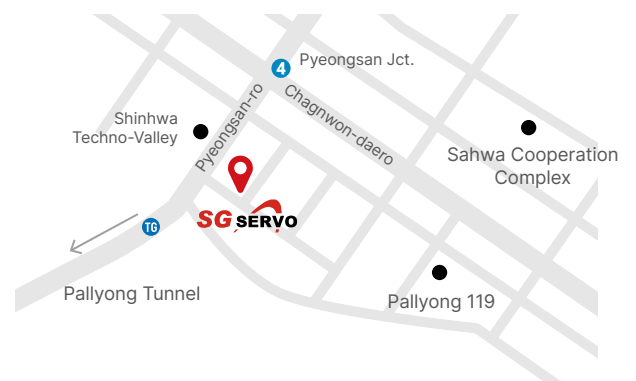 4
Pyeongsan Jct.
Pyeongsan-ro
Chagnwon-daero
Shinhwa
Techno-Valley
Sahwa Cooperation
Complex
SG SERVO
TG
Pallyong Tunnel
Pallyong 119